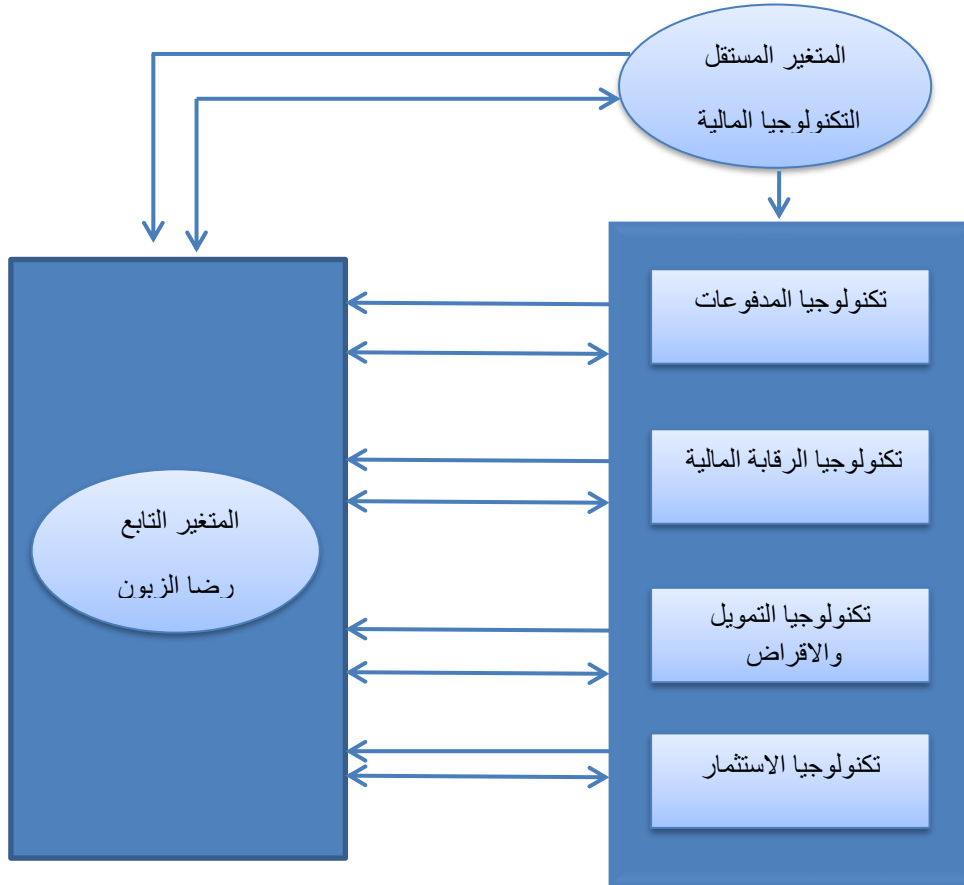 المتغير المستقل
التكنولوجيا المالية
تكنولوجيا المدفوعات
تكنولوجيا الرقابة المالية
المتغير التابع
رضا الزبون
تكنولوجيا التمويل
والاقراض
تكنولوجيا الاستثمار